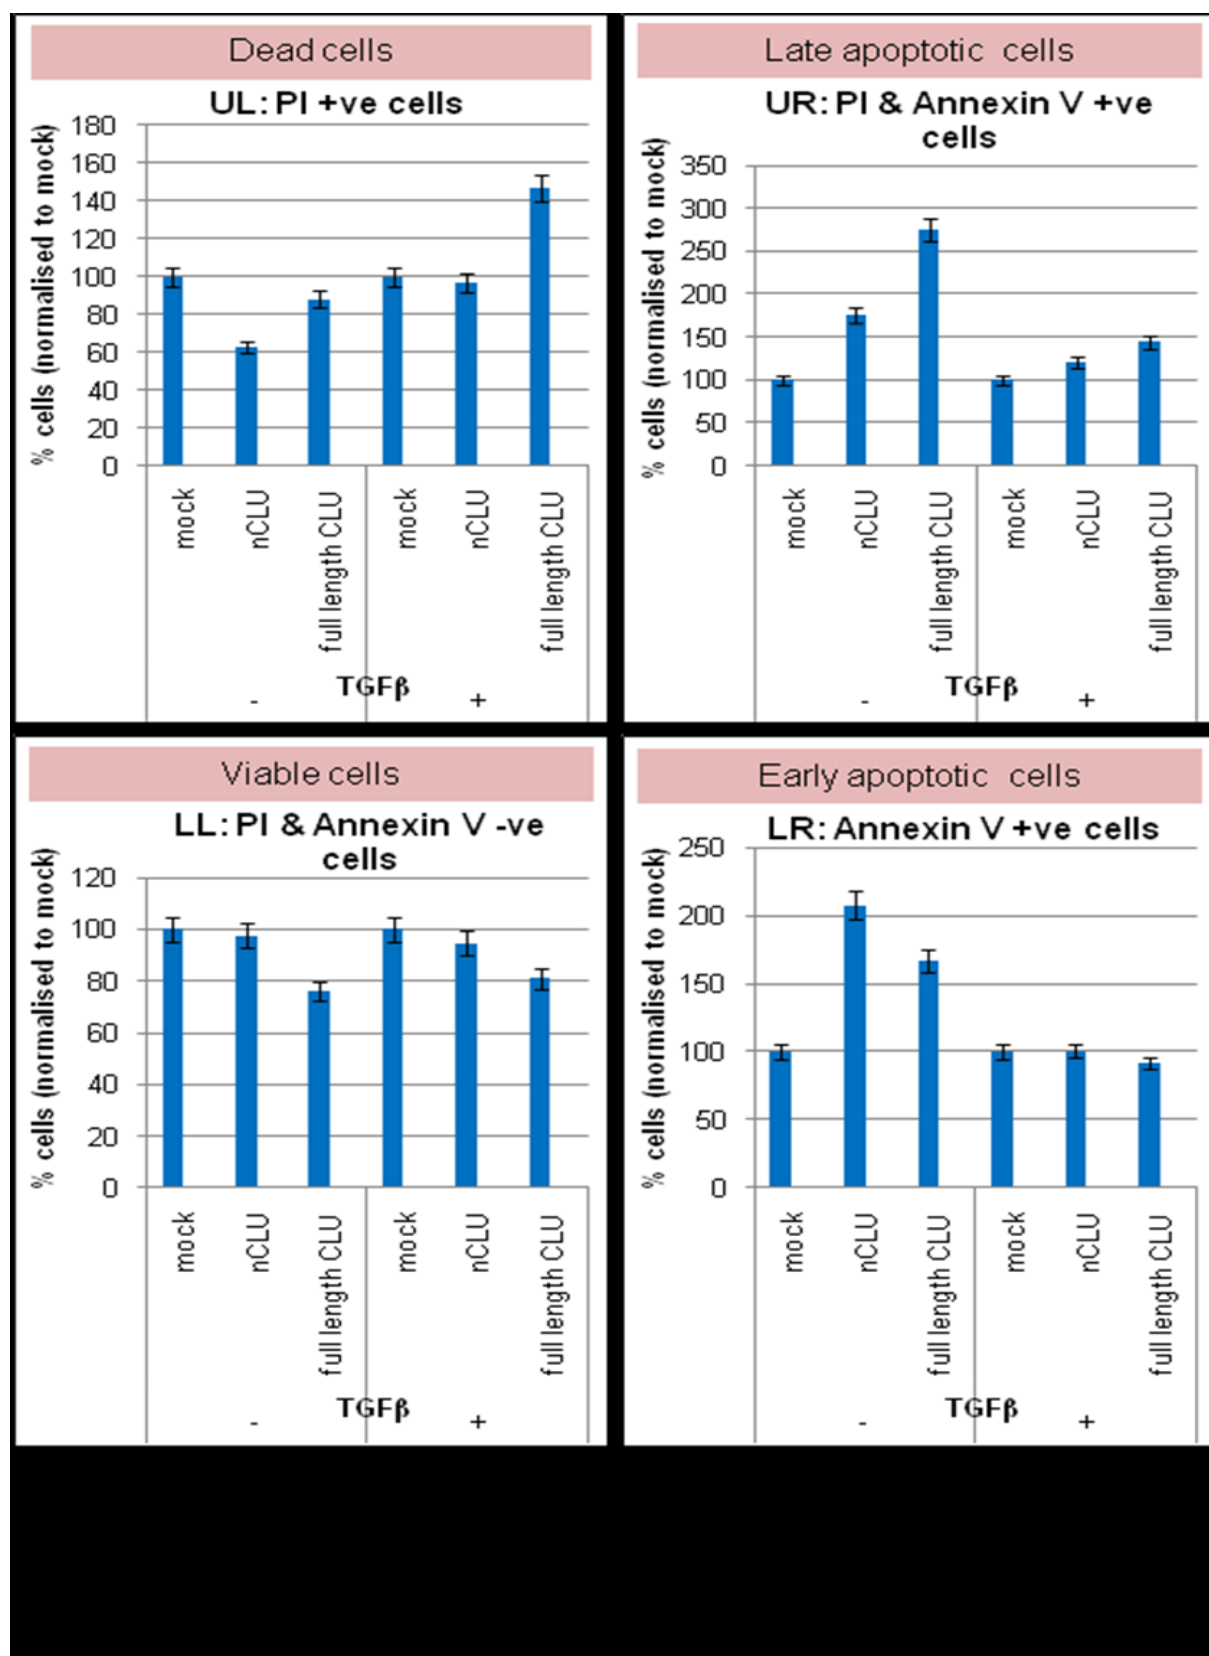 Dead cells
UL: PI +ve cells
% cells (normalised to mock)
180
160
140
120
100
80
60
40
20
0
mock
nCLU
full length CLU
mock
nCLU
full length CLU
TGFβ
- +
Late apoptotic cells
UR: PI & Annexin V +ve
cells
% cells (normalised to mock)
350
300
250
200
150
100
50
0
mock
nCLU
full length CLU
mock
nCLU
full length CLU
TGFβ
- +
Viable cells
LL: PI & Annexin V -ve
cells
% cells (normalised to mock)
120
100
80
60
40
20
0
mock
nCLU
full length CLU
mock
nCLU
full length CLU
TGFβ
- +
Early apoptotic cells
LR: Annexin V +ve cells
% cells (normalised to mock)
250
200
150
100
50
0
mock
nCLU
full length CLU
mock
nCLU
full length CLU
TGFβ
- +